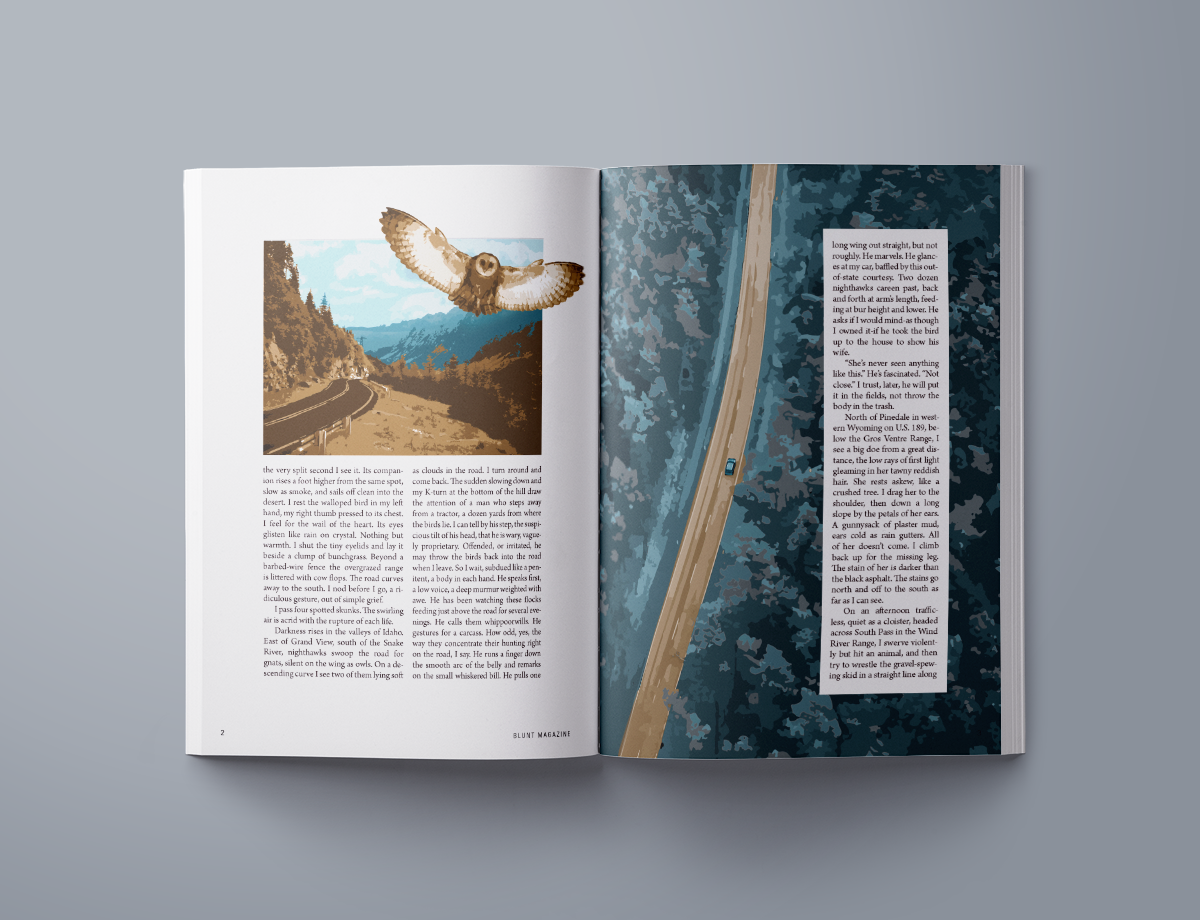 the very split second I see it. Its compan-
ion rises a foot higher from the same spot,
slow as smoke, and sails off clean into the
desert. I rest the walloped bird in my left
hand, my right thumb pressed to its chest.
I feel for the wail of the heart. Its eyes
glisten like rain on crystal. Nothing but
warmth. I shut the tiny eyelids and lay it
beside a clump of bunchgrass. Beyond a
barbed-wire fence the overgrazed range
is littered with cow flops. The road curves
away to the south. I nod before I go, a ri-
diculous gesture, out of simple grief.
I pass four spotted skunks. The swirling
air is acrid with the rupture of each life.
Darkness rises in the valleys of Idaho.
East of Grand View, south of the Snake
River, nighthawks swoop the road for
gnats, silent on the wing as owls. On a de-
scending curve I see two of them lying soft
as clouds in the road. I turn around and
come back. The sudden slowing down and
my K-turn at the bottom of the hill draw
the attention of a man who steps away
from a tractor, a dozen yards from where
the birds lie. I can tell by his step, the suspi-
cious tilt of his head, that he is wary, vague-
ly proprietary. Offended, or irritated, he
may throw the birds back into the road
when I leave. So I wait, subdued like a pen-
itent, a body in each hand. He speaks first,
a low voice, a deep murmur weighted with
awe. He has been watching these flocks
feeding just above the road for several eve-
nings. He calls them whippoorwills. He
gestures for a carcass. How odd, yes, the
way they concentrate their hunting right
on the road, I say. He runs a finger down
the smooth arc of the belly and remarks
on the small whiskered bill. He pulls one
2
BLUNT MAGAZINE
long wing out straight, but not
roughly. He marvels. He glanc-
es at my car, baffled by this out-
of-state courtesy. Two dozen
nighthawks careen past, back
and forth at arm's length, feed-
ing at our height and lower. He
asks if I would mind-as though
I owned it-if he took the bird
up to the house to show his
wife.
"She's never seen anything
like this." He's fascinated. "Not
close." I trust, later, he will put
it in the fields, not throw the
body in the trash.
North of Pinedale in west-
ern Wyoming on U.S. 189, be-
low the Gros Ventre Range, I
see a big doe from a great dis-
tance, the low rays of first light
gleaming in her tawny reddish
hair. She rests askew, like a
crushed tree. I drag her to the
shoulder, then down a long
slope by the petals of her ears.
A gunnysack of plaster mud,
ears cold as rain gutters. All
of her doesn't come. I climb
back up for the missing leg.
The stain of her is darker than
the black asphalt. The stains go
north and off to the south as
far as I can see.
On an afternoon traffic-
less, quiet as a cloister, headed
across South Pass in the Wind
River Range, I swerve violent-
ly but hit an animal, and then
try to wrestle the gravel-spew-
ing skid in a straight line along